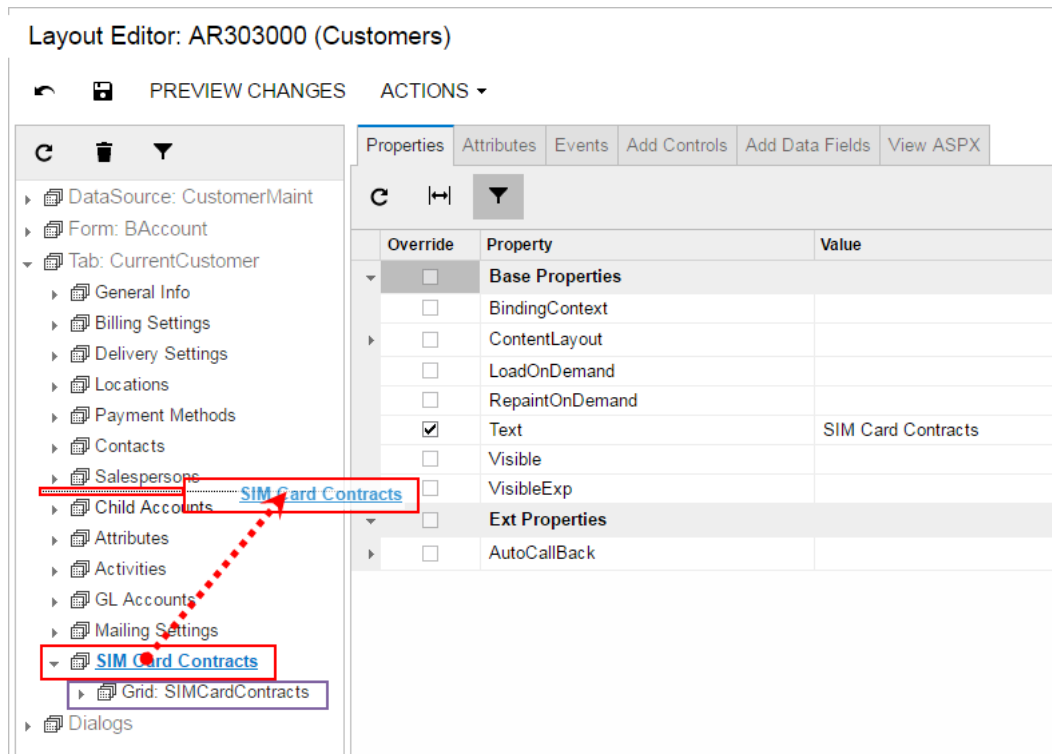 Layout Editor: AR303000 (Customers)
PREVIEW CHANGES ACTIONS
Properties Attributes Events Add Controls Add Data Fields View ASPX
DataSource: CustomerMaint
Form: BAccount
Tab: CurrentCustomer
General Info
Billing Settings
Delivery Settings
Locations
Payment Methods
Contacts
Salespersons
SIM Card Contracts
Child Accounts
Attributes
Activities
GL Accounts
Mailing Settings
SIM Card Contracts
Grid: SIMCardContracts
Dialogs
Override Property Value
Base Properties
BindingContext
ContentLayout
LoadOnDemand
RepaintOnDemand
Text SIM Card Contracts
Visible
VisibleExp
Ext Properties
AutoCallBack